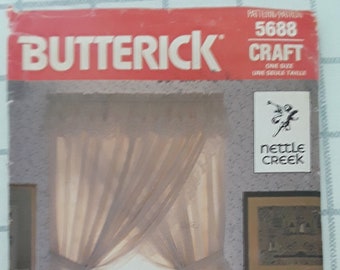 PATTERN/PATRON
5688
BUTTERICK®
CRAFT
ONE SIZE
UNE SEULE TAILLE
nettle
creek